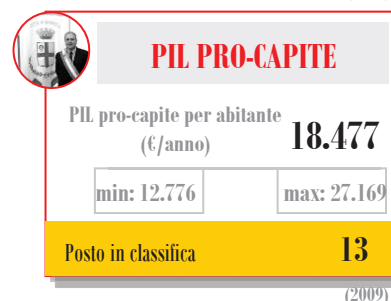 PIL PRO-CAPITE
PIL pro-capite per abitante
(€/anno)
18.477
min: 12.776
max: 27.169
Posto in classifica
13
(2009)